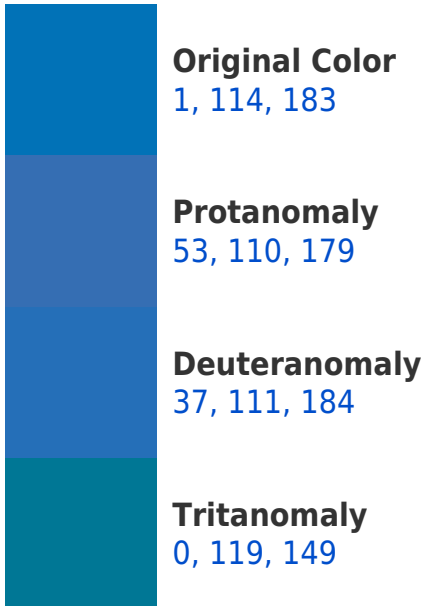 Original Color
1, 114, 183
Protanomaly
53, 110, 179
Deuteranomaly
37, 111, 184
Tritanomaly
0, 119, 149